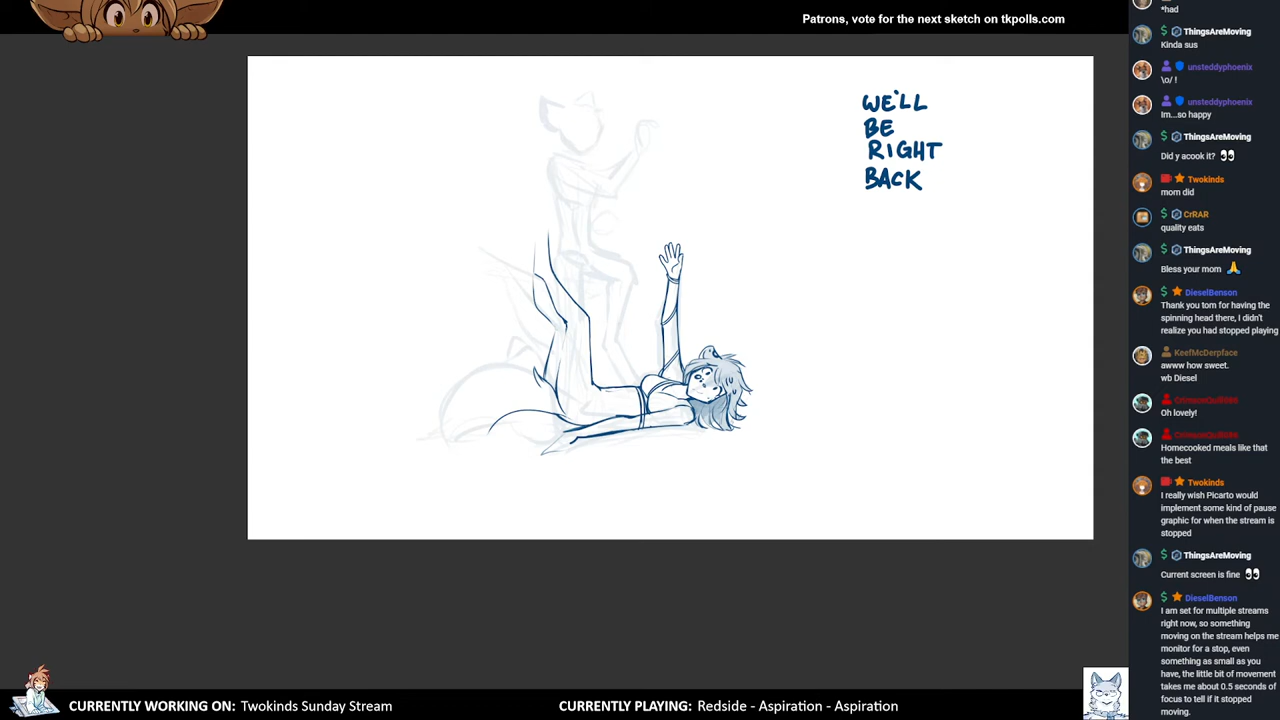 Patrons, vote for the next sketch on tkpolls.com
WE'LL
BE
RIGHT
BACK
*had
ThingsAreMoving
Kinda sus
unsteddyphoenix
\o/ !
unsteddyphoenix
Im...so happy
ThingsAreMoving
Did y acook it? 👀
Twokinds
mom did
CrRAR
quality eats
ThingsAreMoving
Bless your mom 🙏
DieselBenson
Thank you tom for having the
spinning head there, I didn't
realize you had stopped playing
KeefMcDerpface
awww how sweet.
wb Diesel
Oh lovely!
Homecooked meals like that
the best
Twokinds
I really wish Picarto would
implement some kind of pause
graphic for when the stream is
stopped
ThingsAreMoving
Current screen is fine 👀
DieselBenson
I am set for multiple streams
right now, so something
moving on the stream helps me
monitor for a stop, even
something as small as you
have, the little bit of movement
takes me about 0.5 seconds of
focus to tell if it stopped
moving.
CURRENTLY WORKING ON: Twokinds Sunday Stream
CURRENTLY PLAYING: Redside - Aspiration - Aspiration